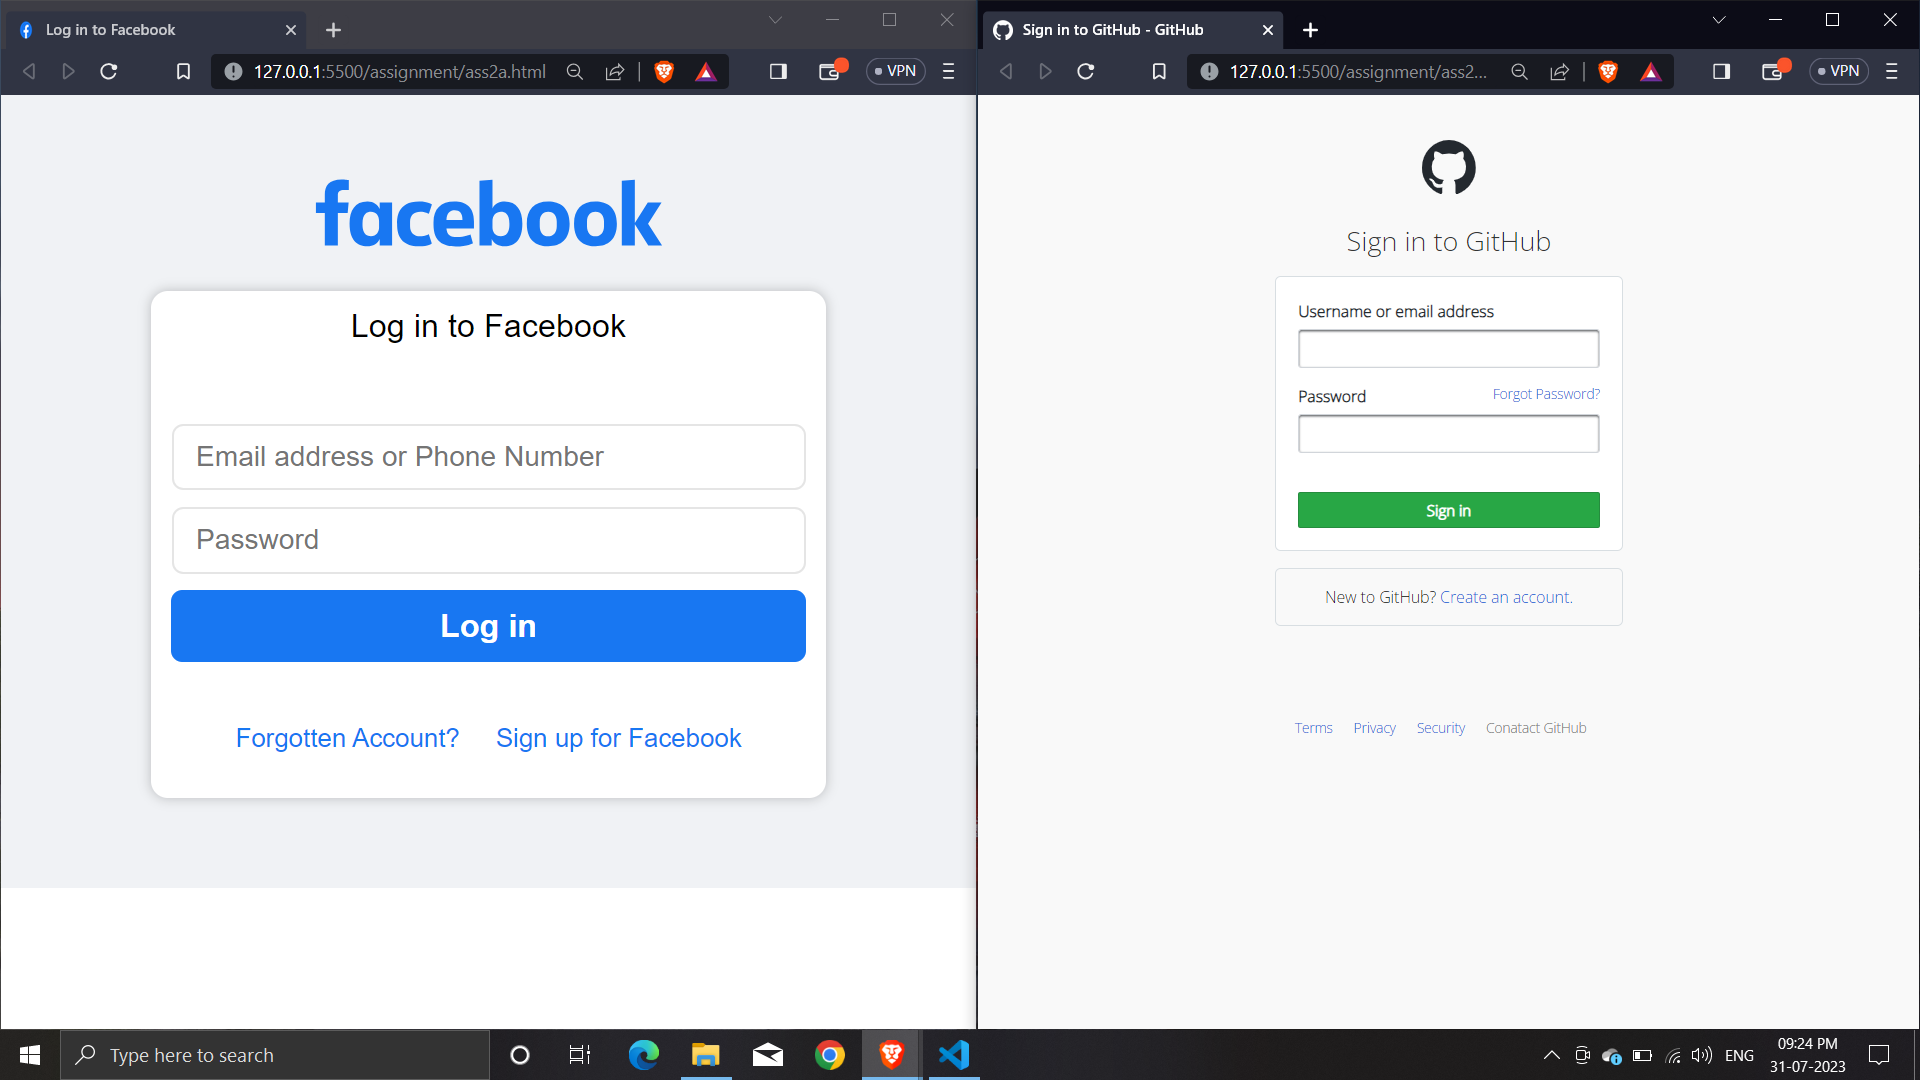 Log in to Facebook
127.0.0.1:5500/assignment/ass2a.html
VPN
facebook
Log in to Facebook
Email address or Phone Number
Password
Log in
Forgotten Account?
Sign up for Facebook
Sign in to GitHub - GitHub
127.0.0.1:5500/assignment/ass2...
VPN
Sign in to GitHub
Username or email address
Password
Forgot Password?
Sign in
New to GitHub? Create an account.
Terms
Privacy
Security
Conatact GitHub
Type here to search
ENG
09:24 PM
31-07-2023